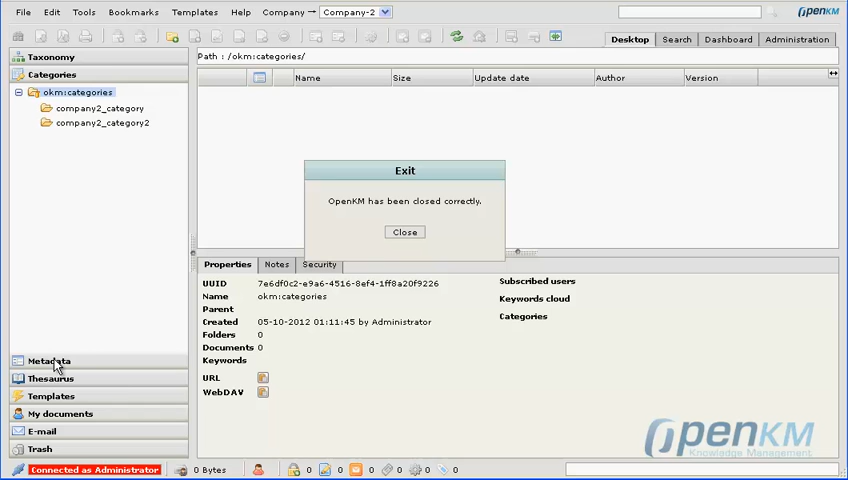 File Edit Tools Bookmarks Templates Help Company Company-2 OpenKM
Desktop Search Dashboard Administration
Taxonomy
Path : /okm:categories/
Categories
Name Size Update date Author Version
okm:categories
company2_category
company2_category2
Exit
OpenKM has been closed correctly.
Close
Properties Notes Security
UUID 7e6df0c2-e9a6-4516-8ef4-1ff8a20f9226
Name okm:categories
Parent
Created 05-10-2012 01:11:45 by Administrator
Folders 0
Documents 0
Keywords
URL
WebDAV
Subscribed users
Keywords cloud
Categories
Metadata
Thesaurus
Templates
My documents
E-mail
Trash
OpenKM
Knowledge Management
Connected as Administrator 0 Bytes 0 0 0 0 0 0